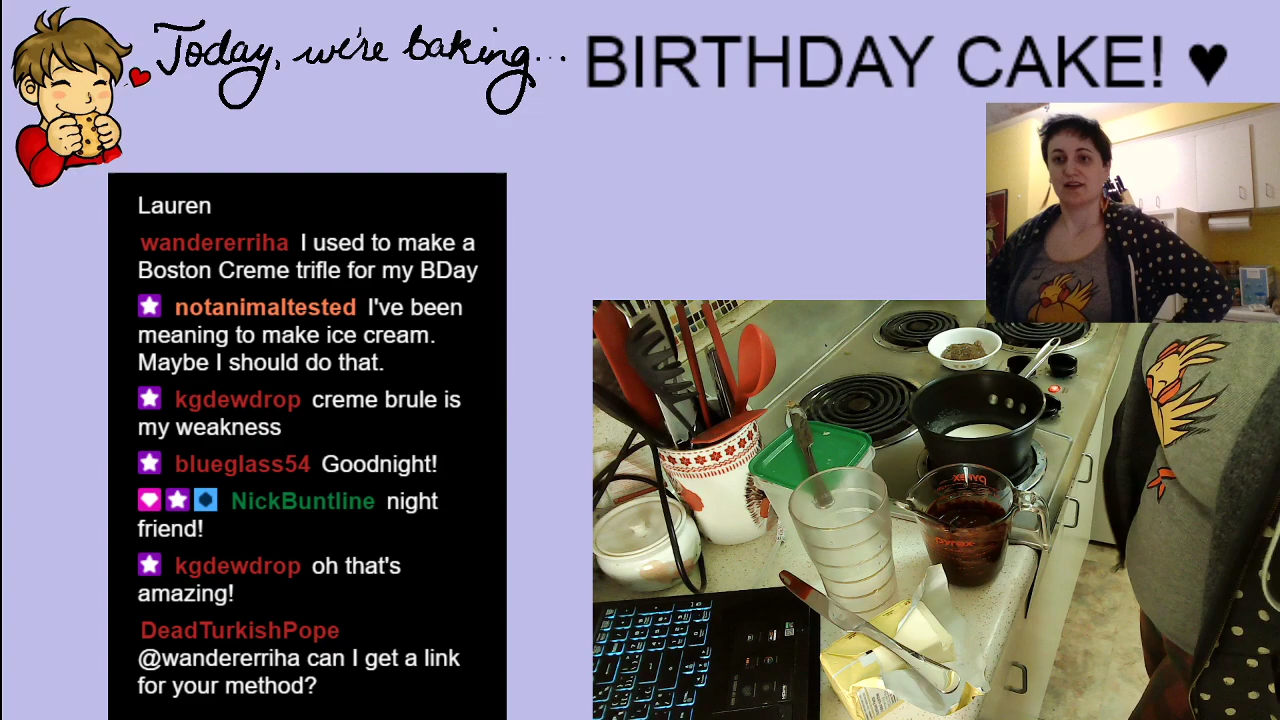 Today, we're baking... BIRTHDAY CAKE! ♥
Lauren
wandererriha I used to make a
Boston Creme trifle for my BDay
notanimaltested I've been
meaning to make ice cream.
Maybe I should do that.
kgdewdrop creme brule is
my weakness
blueglass54 Goodnight!
NickBuntline night
friend!
kgdewdrop oh that's
amazing!
DeadTurkishPope
@wandererriha can I get a link
for your method?
PYREX
PYREX